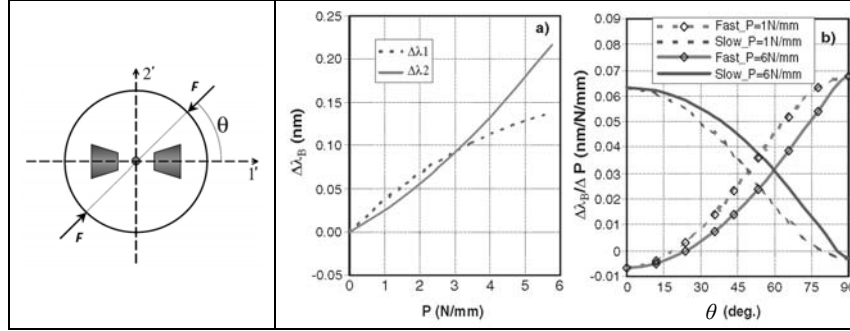 2'
F
θ
1'
F
a)
Δλ1
Δλ2
Δλ_B (nm)
0.25
0.20
0.15
0.10
0.05
0.00
-0.05
0 1 2 3 4 5 6
P (N/mm)
b)
Fast_P=1N/mm
Slow_P=1N/mm
Fast_P=6N/mm
Slow_P=6N/mm
Δλ_B/Δ P (nm/N/mm)
0.09
0.08
0.07
0.06
0.05
0.04
0.03
0.02
0.01
0
-0.01
0 15 30 45 60 75 90
θ (deg.)